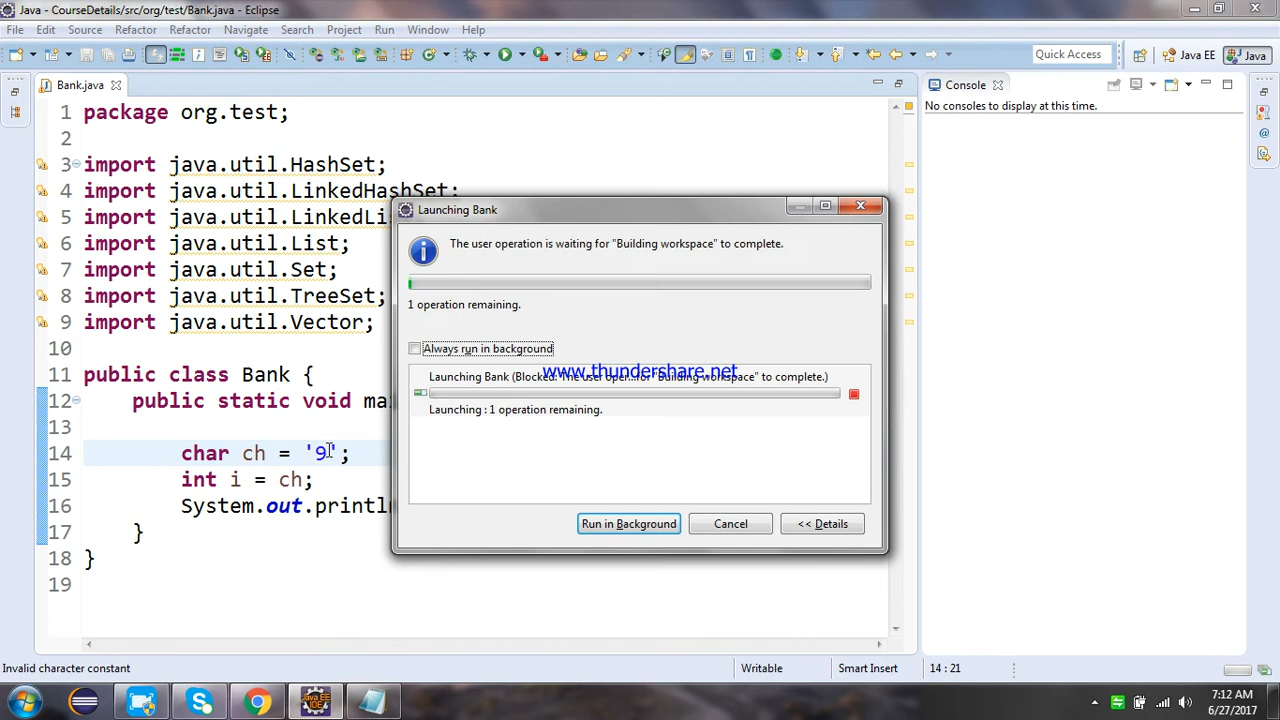 Java - CourseDetails/src/org/test/Bank.java - Eclipse
File Edit Source Refactor Refactor Navigate Search Project Run Window Help
Quick Access Java EE Java
Bank.java
1 package org.test;
2
3 import java.util.HashSet;
4 import java.util.LinkedHashSet;
5 import java.util.LinkedLi
6 import java.util.List;
7 import java.util.Set;
8 import java.util.TreeSet;
9 import java.util.Vector;
10
11 public class Bank {
12 public static void ma
14 char ch = '9';
15 int i = ch;
16 System.out.println
17 }
18 }
19
Console
No consoles to display at this time.
Launching Bank
The user operation is waiting for "Building workspace" to complete.
1 operation remaining.
Always run in background
www.thundershare.net
Launching Bank (Blocked: The user oper...for "Building workspace" to complete.)
Launching : 1 operation remaining.
Run in Background Cancel << Details
Invalid character constant Writable Smart Insert 14 : 21
Java EE IDE
7:12 AM
6/27/2017